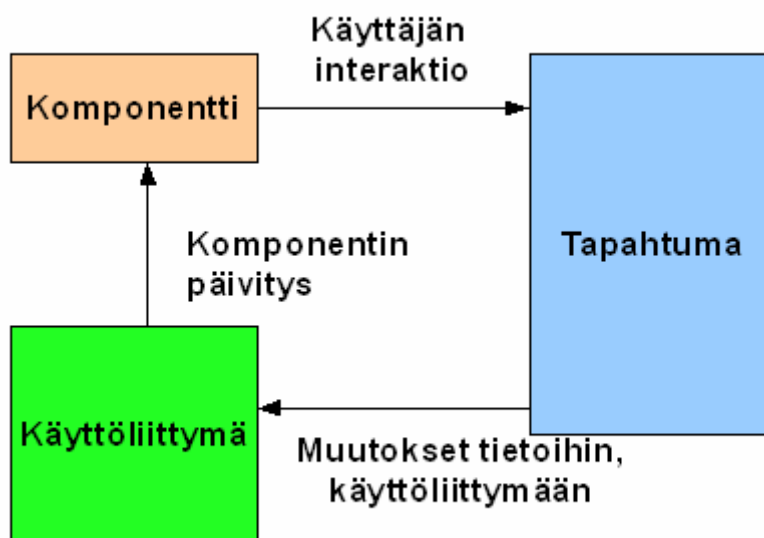 Käyttäjän
interaktio
Komponentti
Tapahtuma
Komponentin
päivitys
Käyttöliittymä
Muutokset tietoihin,
käyttöliittymään